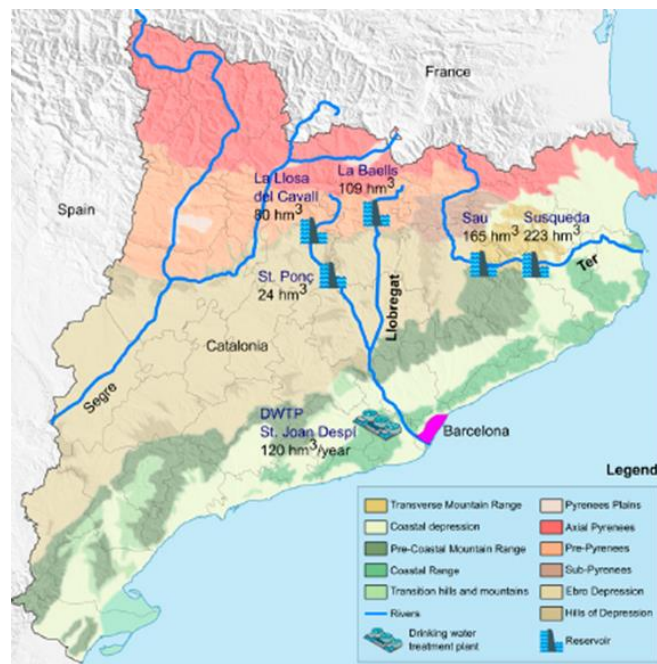 France
Spain
La Llosa
del Cavall
80 hm3
La Baells
109 hm3
Sau
165 hm3
Susqueda
223 hm3
Ter
St. Ponç
24 hm3
Llobregat
Catalonia
Segre
DWTP
St. Joan Despí
120 hm3/year
Barcelona
Legend
Transverse Mountain Range
Coastal depression
Pre-Coastal Mountain Range
Coastal Range
Transition hills and mountains
Rivers
Drinking water
treatment plant
Pyrenees Plains
Axial Pyrenees
Pre-Pyrenees
Sub-Pyrenees
Ebro Depression
Hills of Depression
Reservoir